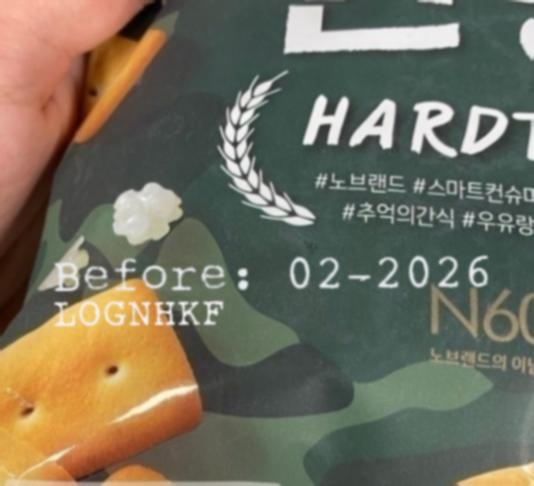 HARDT
#노브랜드 #스마트컨슈머
#추억의간식 #우유랑
Before: 02-2026
LOGNHKF
N60
노브랜드의 이